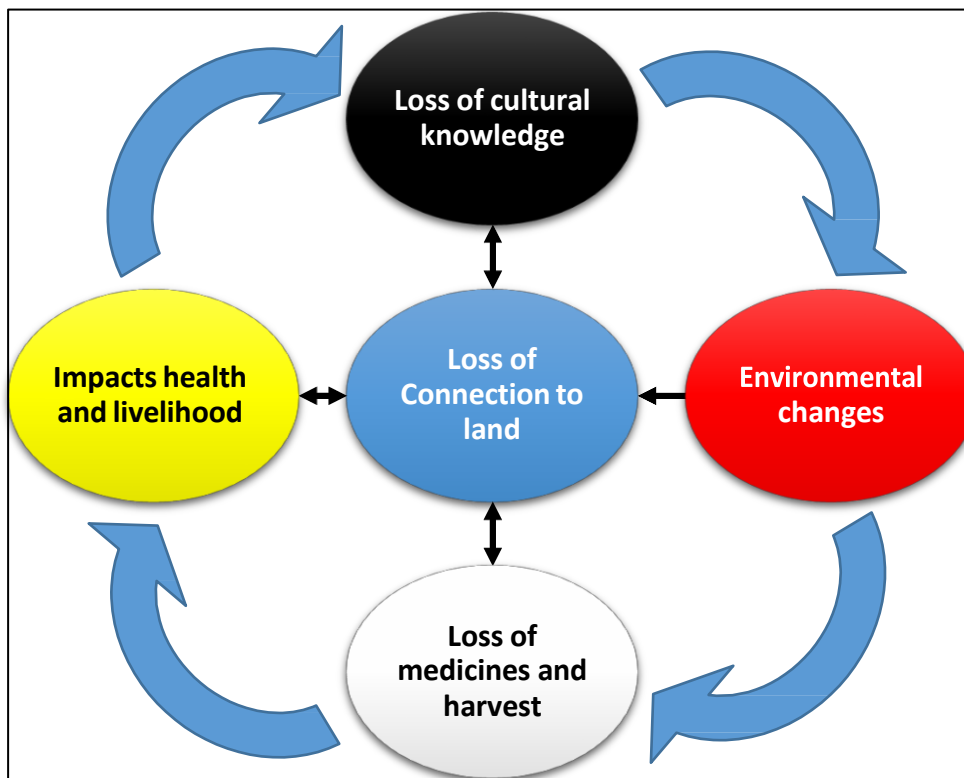 Loss of cultural
knowledge
Impacts health
and livelihood
Loss of
Connection to
land
Environmental
changes
Loss of
medicines and
harvest